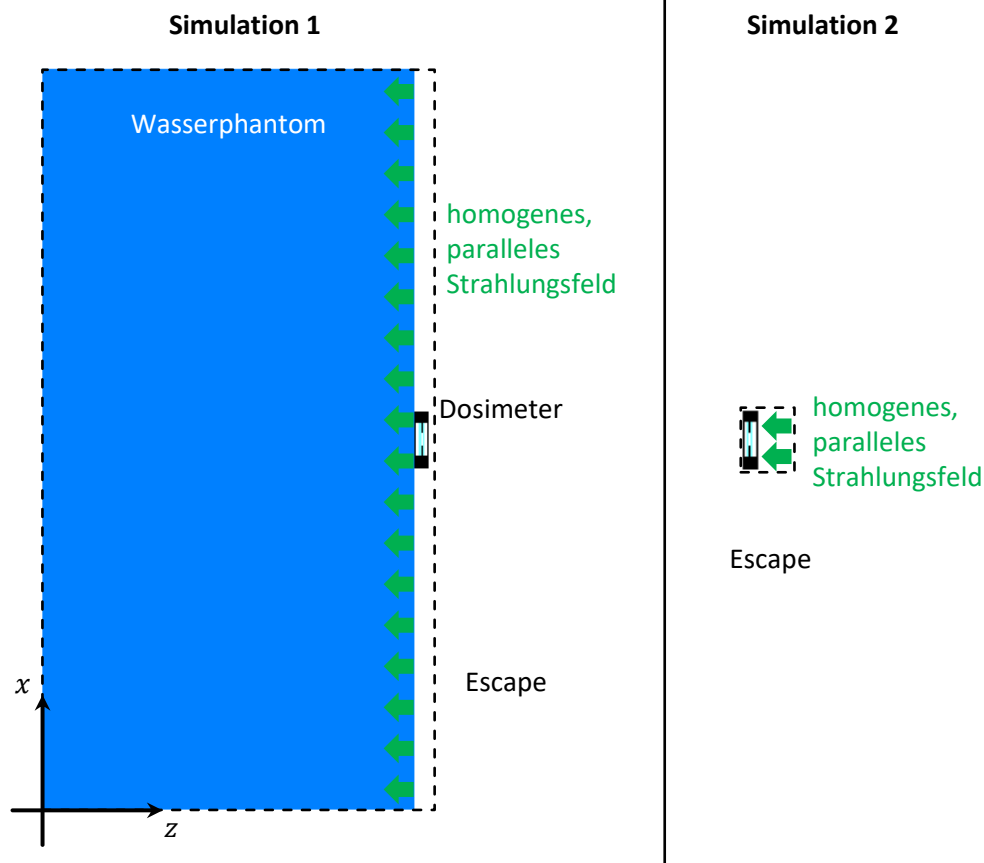 Simulation 1
Wasserphantom
homogenes,
paralleles
Strahlungsfeld
Dosimeter
Escape
x
z
Simulation 2
homogenes,
paralleles
Strahlungsfeld
Escape